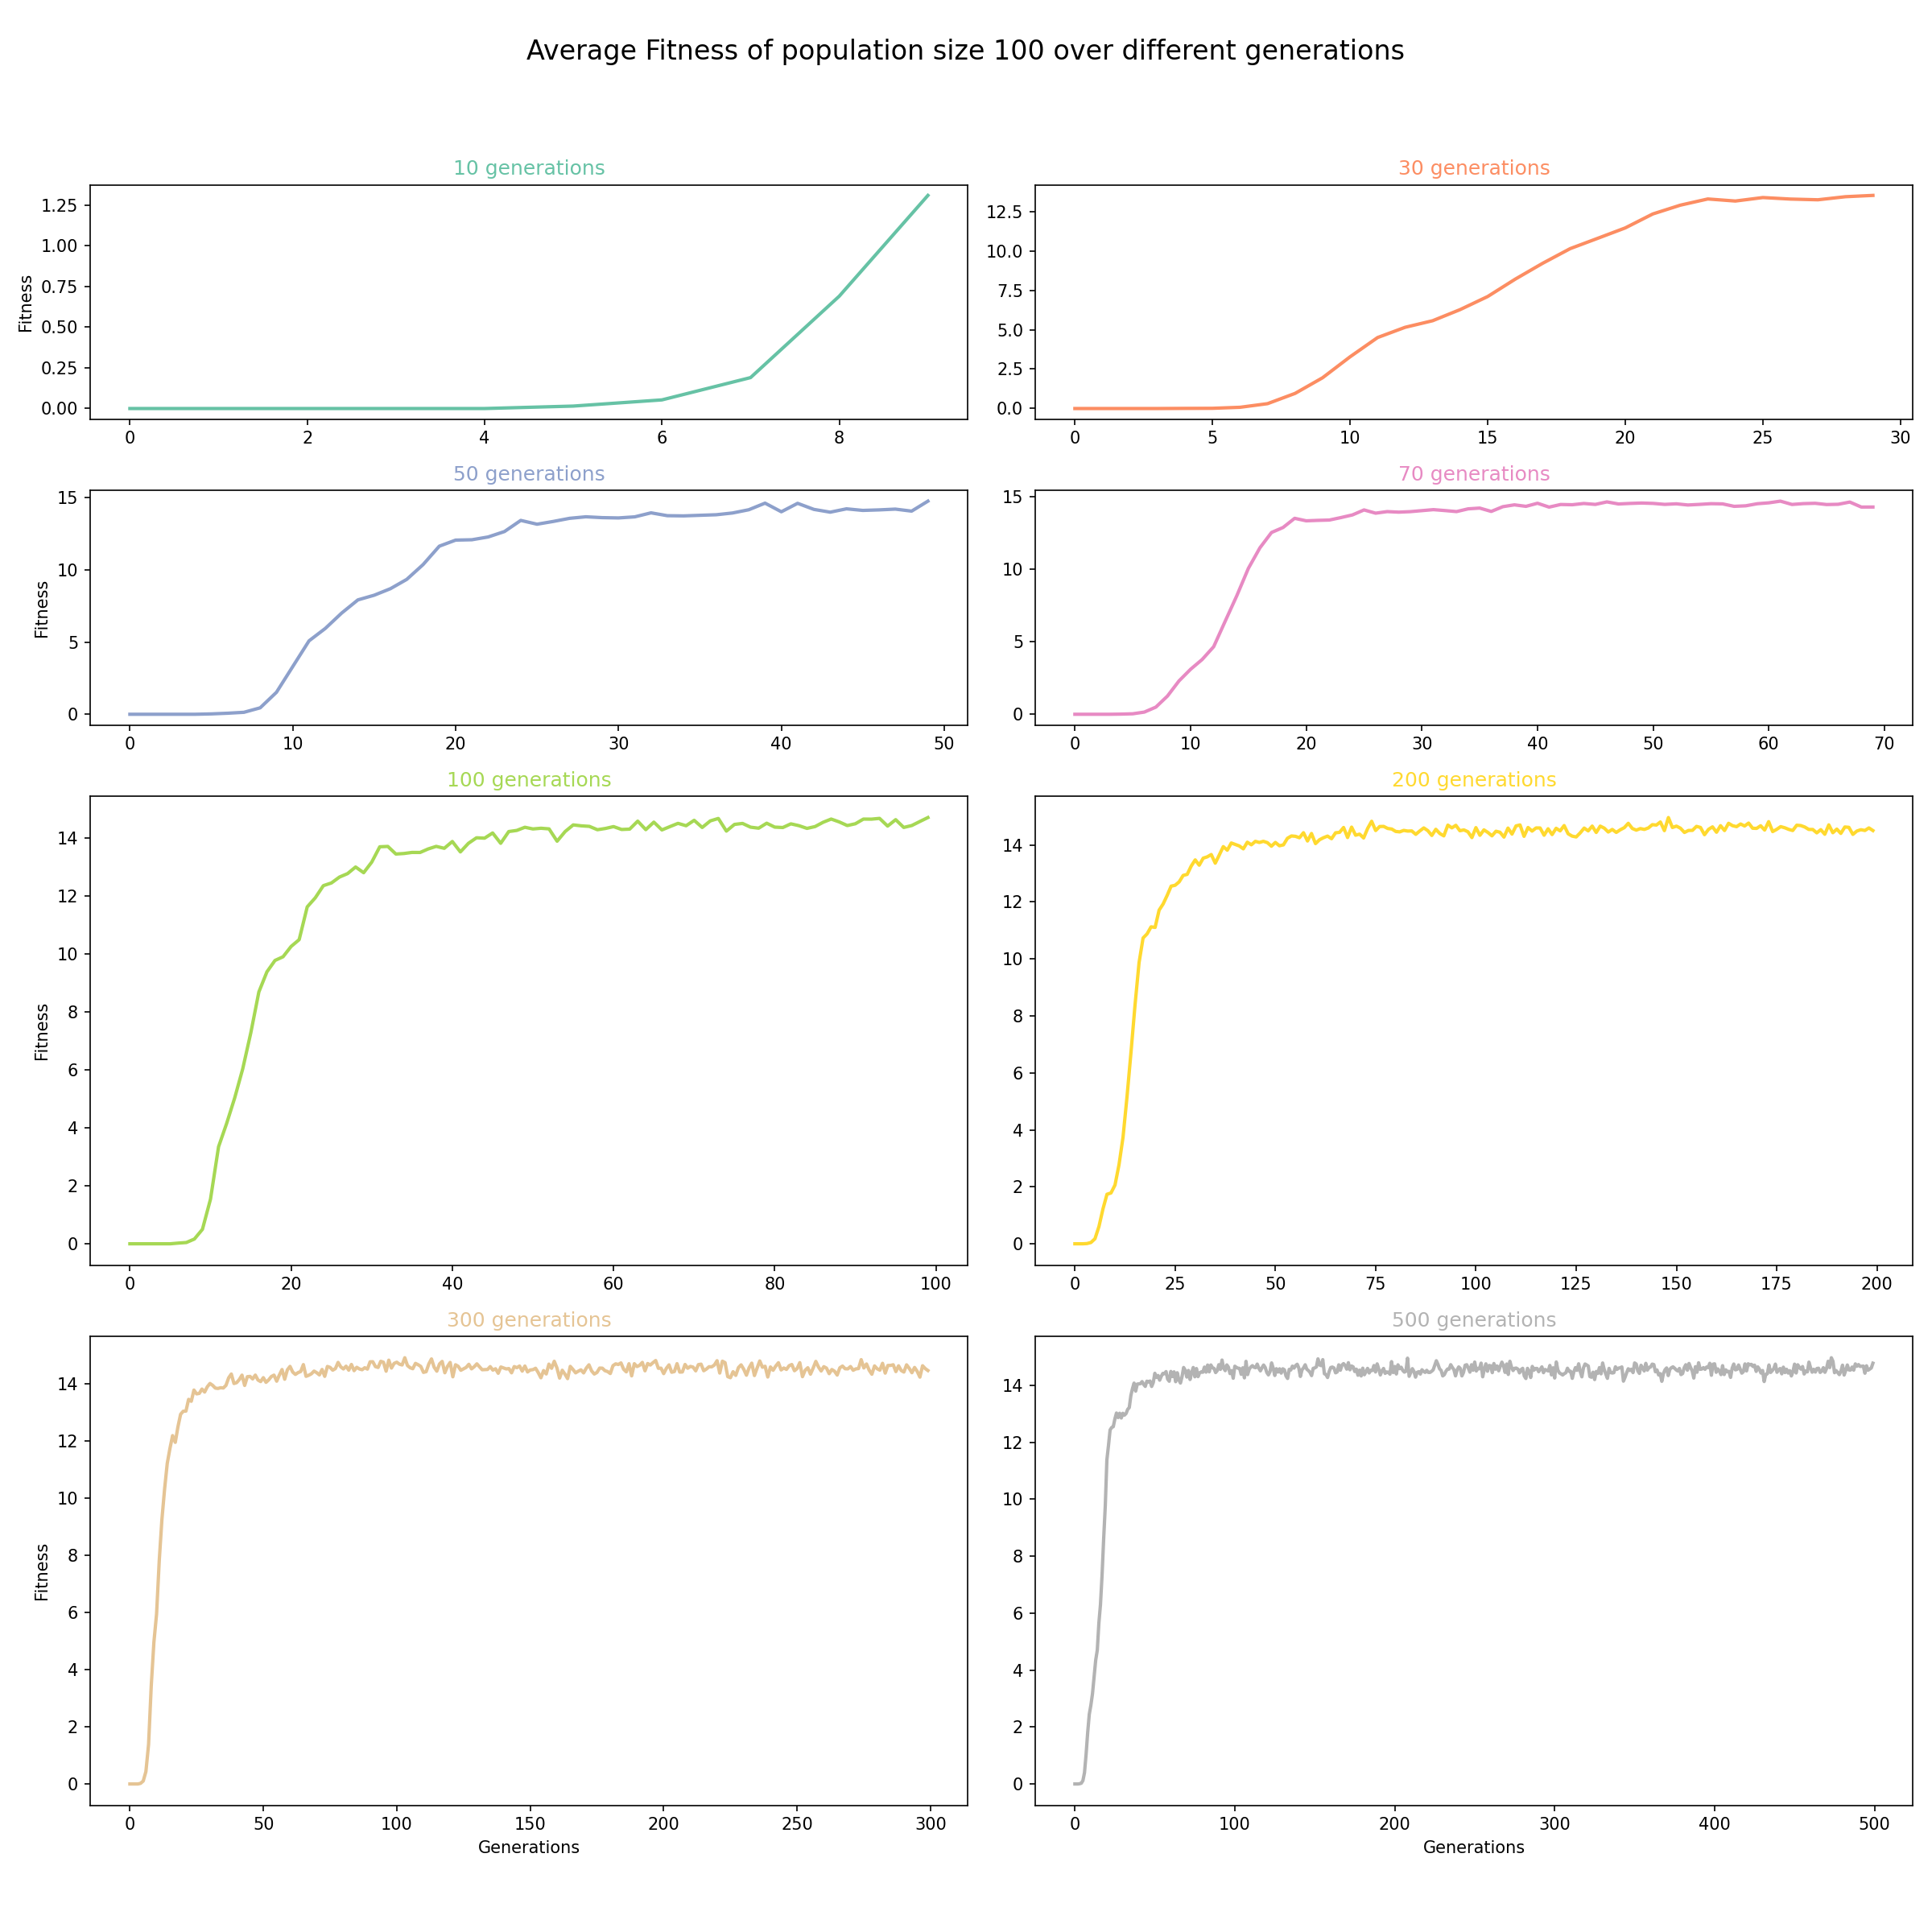 Average Fitness of population size 100 over different generations
10 generations
Fitness
1.25
1.00
0.75
0.50
0.25
0.00
0 2 4 6 8
30 generations
12.5
10.0
7.5
5.0
2.5
0.0
0 5 10 15 20 25 30
50 generations
Fitness
15
10
5
0
0 10 20 30 40 50
70 generations
15
10
5
0
0 10 20 30 40 50 60 70
100 generations
Fitness
14
12
10
8
6
4
2
0
0 20 40 60 80 100
200 generations
14
12
10
8
6
4
2
0
0 25 50 75 100 125 150 175 200
300 generations
Fitness
14
12
10
8
6
4
2
0
0 50 100 150 200 250 300
Generations
500 generations
14
12
10
8
6
4
2
0
0 100 200 300 400 500
Generations